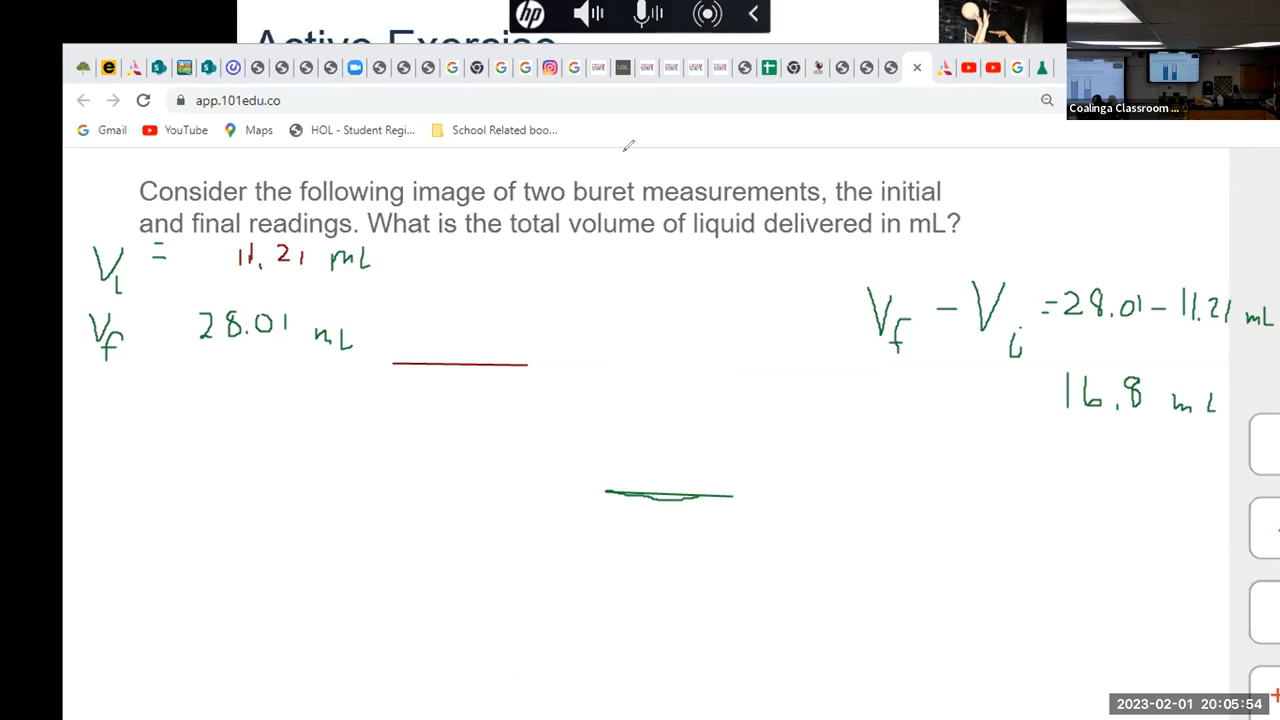 Active Exercise
hp
Coalinga Classroom ...
app.101edu.co
Gmail YouTube Maps HOL - Student Regi... School Related boo...
Consider the following image of two buret measurements, the initial
and final readings. What is the total volume of liquid delivered in mL?
Vi = 11.21 mL
Vf 28.01 mL
Vf - Vi = 28.01 - 11.21 mL
16.8 mL
2023-02-01 20:05:54